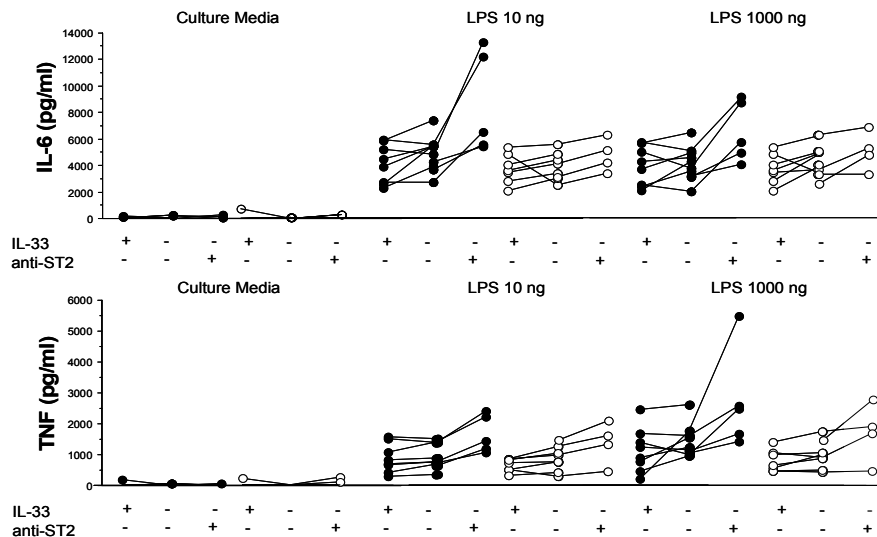 Culture Media LPS 10 ng LPS 1000 ng
14000
12000
10000
8000
6000
4000
2000
0
IL-6 (pg/ml)
IL-33 + - - + - - + - - + - - + - - + - -
anti-ST2 - - + - - + - - + - - + - - + - - +
Culture Media LPS 10 ng LPS 1000 ng
6000
5000
4000
3000
2000
1000
0
TNF (pg/ml)
IL-33 + - - + - - + - - + - - + - - + - -
anti-ST2 - - + - - + - - + - - + - - + - - +